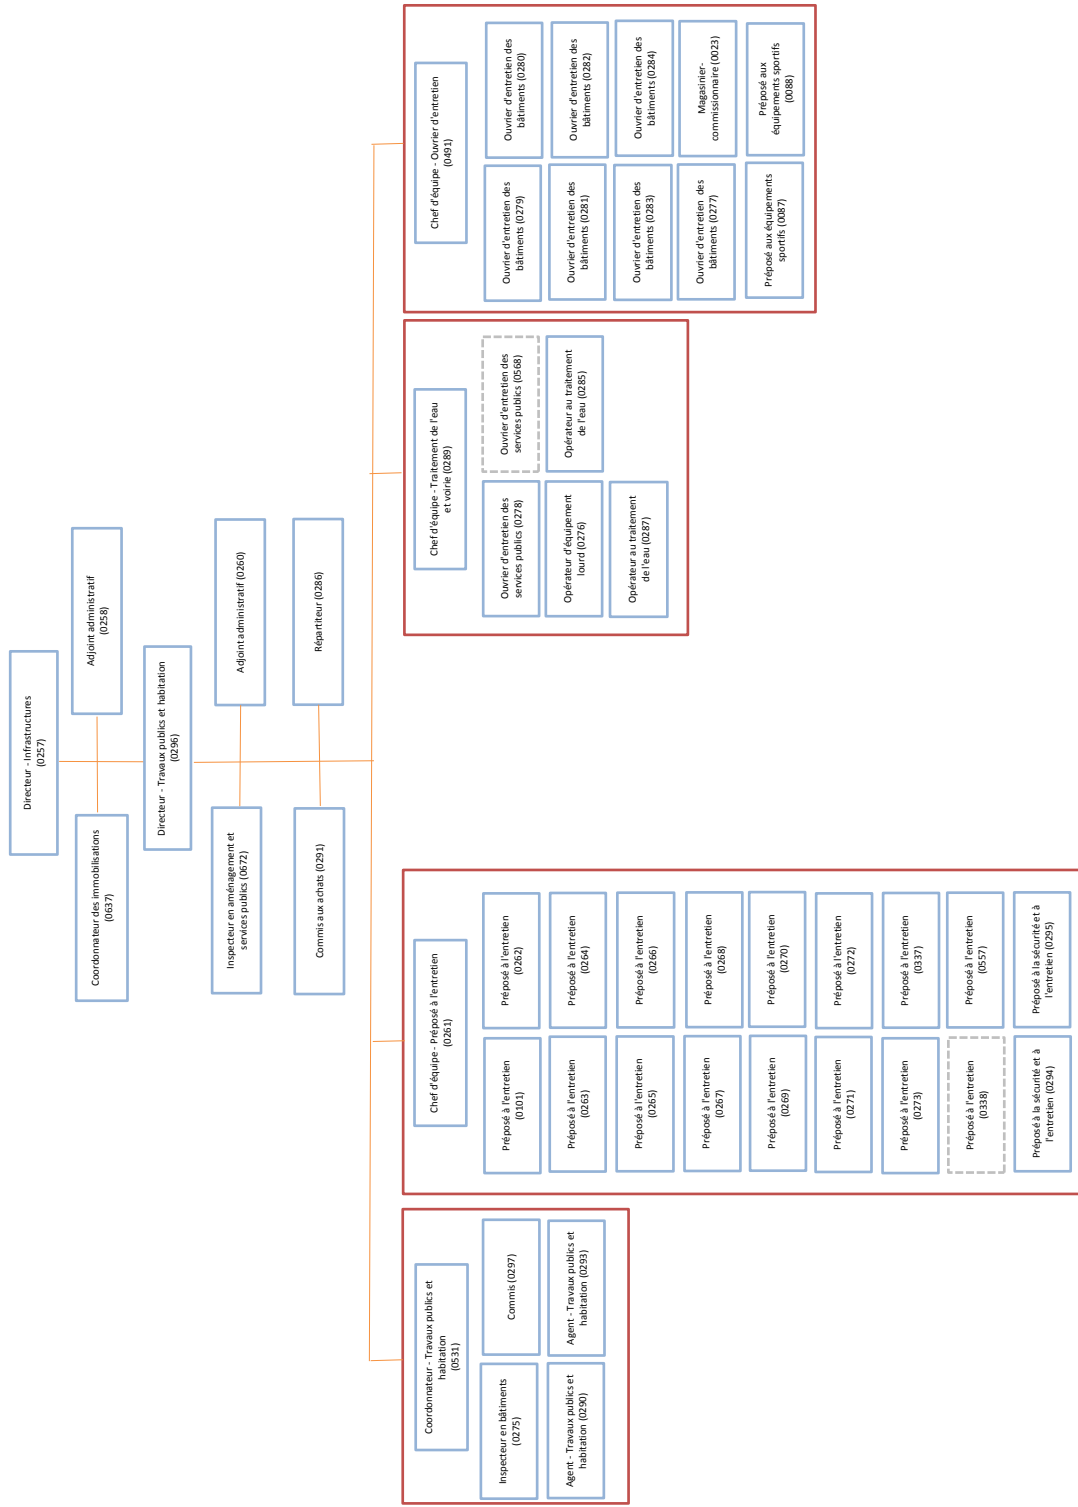 Directeur - Infrastructures
(0257)
Coordonnateur des immobilisations
(0637)
Adjoint administratif
(0258)
Directeur - Travaux publics et habitation
(0296)
Inspecteur en aménagement et
services publics (0672)
Adjoint administratif (0260)
Commis aux achats (0291)
Répartiteur (0286)
Coordonnateur - Travaux publics et
habitation
(0531)
Inspecteur en bâtiments
(0275)
Commis (0297)
Agent - Travaux publics et
habitation (0290)
Agent - Travaux publics et
habitation (0293)
Chef d'équipe - Préposé à l'entretien
(0261)
Préposé à l'entretien
(0101)
Préposé à l'entretien
(0262)
Préposé à l'entretien
(0263)
Préposé à l'entretien
(0264)
Préposé à l'entretien
(0265)
Préposé à l'entretien
(0266)
Préposé à l'entretien
(0267)
Préposé à l'entretien
(0268)
Préposé à l'entretien
(0269)
Préposé à l'entretien
(0270)
Préposé à l'entretien
(0271)
Préposé à l'entretien
(0272)
Préposé à l'entretien
(0273)
Préposé à l'entretien
(0337)
Préposé à l'entretien
(0338)
Préposé à l'entretien
(0557)
Préposé à la sécurité et à
l'entretien (0294)
Préposé à la sécurité et à
l'entretien (0295)
Chef d'équipe - Traitement de l'eau
et voirie (0289)
Ouvrier d'entretien des
services publics (0278)
Ouvrier d'entretien des
services publics (0568)
Opérateur d'équipement
lourd (0276)
Opérateur au traitement
de l'eau (0285)
Opérateur au traitement
de l'eau (0287)
Chef d'équipe - Ouvrier d'entretien
(0491)
Ouvrier d'entretien des
bâtiments (0279)
Ouvrier d'entretien des
bâtiments (0280)
Ouvrier d'entretien des
bâtiments (0281)
Ouvrier d'entretien des
bâtiments (0282)
Ouvrier d'entretien des
bâtiments (0283)
Ouvrier d'entretien des
bâtiments (0284)
Ouvrier d'entretien des
bâtiments (0277)
Magasinier-
commissionnaire (0023)
Préposé aux équipements
sportifs (0087)
Préposé aux
équipements sportifs
(0088)